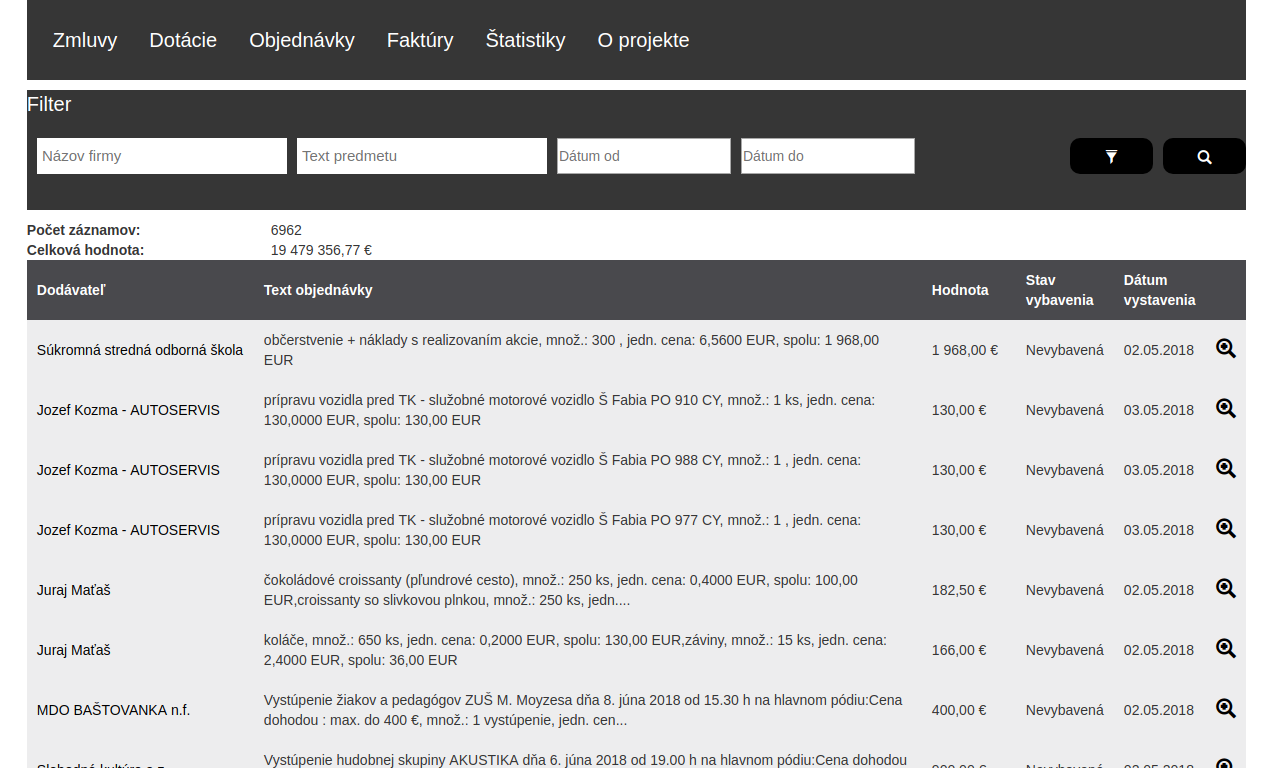 Zmluvy Dotácie Objednávky Faktúry Štatistiky O projekte
Filter
Názov firmy Text predmetu Dátum od Dátum do
Počet záznamov: 6962
Celková hodnota: 19 479 356,77 €
Dodávateľ Text objednávky Hodnota Stav vybavenia Dátum vystavenia
Súkromná stredná odborná škola
občerstvenie + náklady s realizovaním akcie, množ.: 300 , jedn. cena: 6,5600 EUR, spolu: 1 968,00
EUR
1 968,00 € Nevybavená 02.05.2018
Jozef Kozma - AUTOSERVIS
prípravu vozidla pred TK - služobné motorové vozidlo Š Fabia PO 910 CY, množ.: 1 ks, jedn. cena:
130,0000 EUR, spolu: 130,00 EUR
130,00 € Nevybavená 03.05.2018
Jozef Kozma - AUTOSERVIS
prípravu vozidla pred TK - služobné motorové vozidlo Š Fabia PO 988 CY, množ.: 1 , jedn. cena:
130,0000 EUR, spolu: 130,00 EUR
130,00 € Nevybavená 03.05.2018
Jozef Kozma - AUTOSERVIS
prípravu vozidla pred TK - služobné motorové vozidlo Š Fabia PO 977 CY, množ.: 1 , jedn. cena:
130,0000 EUR, spolu: 130,00 EUR
130,00 € Nevybavená 03.05.2018
Juraj Maťaš
čokoládové croissanty (pľundrové cesto), množ.: 250 ks, jedn. cena: 0,4000 EUR, spolu: 100,00
EUR,croissanty so slivkovou plnkou, množ.: 250 ks, jedn....
182,50 € Nevybavená 02.05.2018
Juraj Maťaš
koláče, množ.: 650 ks, jedn. cena: 0,2000 EUR, spolu: 130,00 EUR,záviny, množ.: 15 ks, jedn. cena:
2,4000 EUR, spolu: 36,00 EUR
166,00 € Nevybavená 02.05.2018
MDO BAŠTOVANKA n.f.
Vystúpenie žiakov a pedagógov ZUŠ M. Moyzesa dňa 8. júna 2018 od 15.30 h na hlavnom pódiu:Cena
dohodou : max. do 400 €, množ.: 1 vystúpenie, jedn. cen...
400,00 € Nevybavená 02.05.2018
Vystúpenie hudobnej skupiny AKUSTIKA dňa 6. júna 2018 od 19.00 h na hlavnom pódiu:Cena dohodou